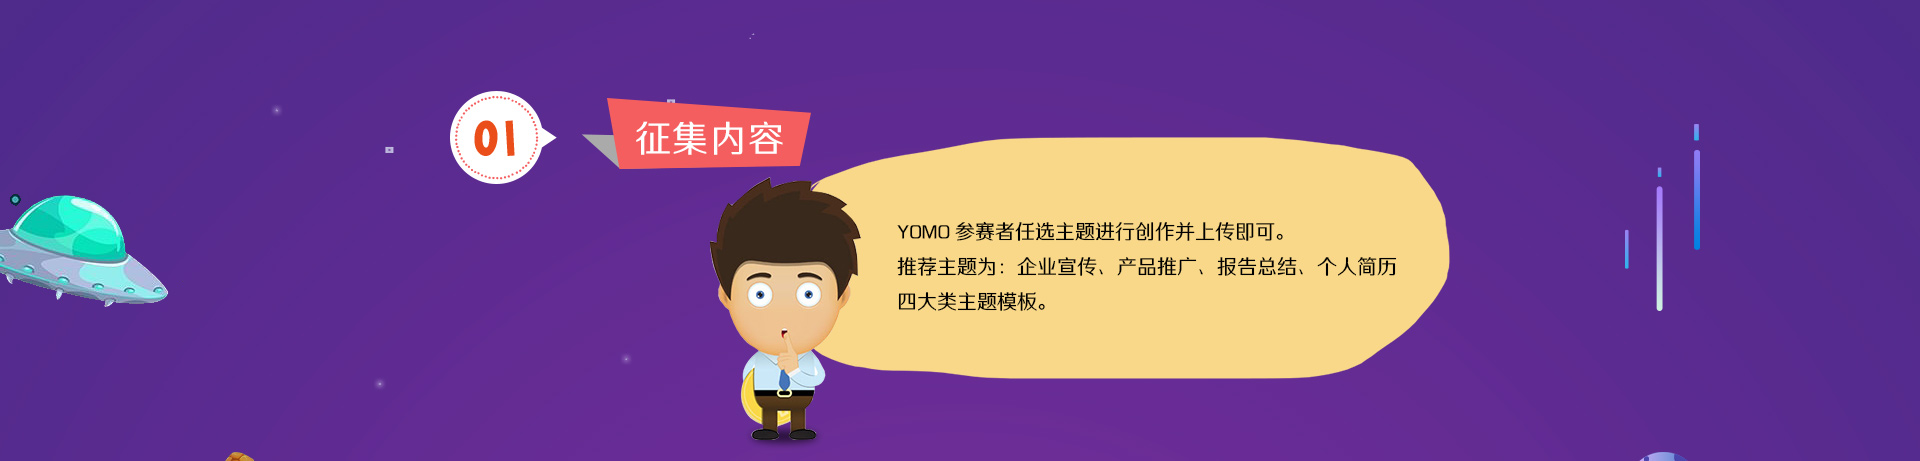 01
征集内容
YOMO 参赛者任选主题进行创作并上传即可。
推荐主题为：企业宣传、产品推广、报告总结、个人简历
四大类主题模板。